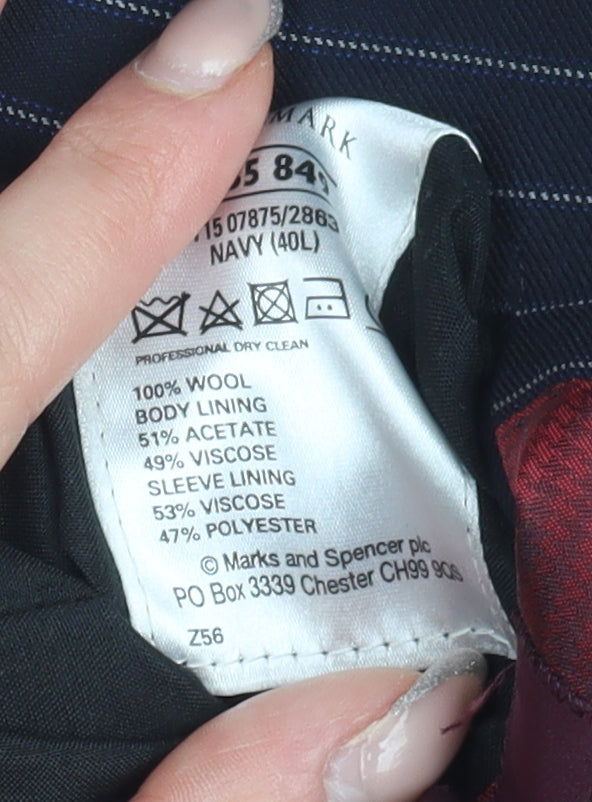 MARK
5 849
15 07875/2863
NAVY (40L)
PROFESSIONAL DRY CLEAN
100% WOOL
BODY LINING
51% ACETATE
49% VISCOSE
SLEEVE LINING
53% VISCOSE
47% POLYESTER
© Marks and Spencer plc
PO Box 3339 Chester CH99 9QS
Z56